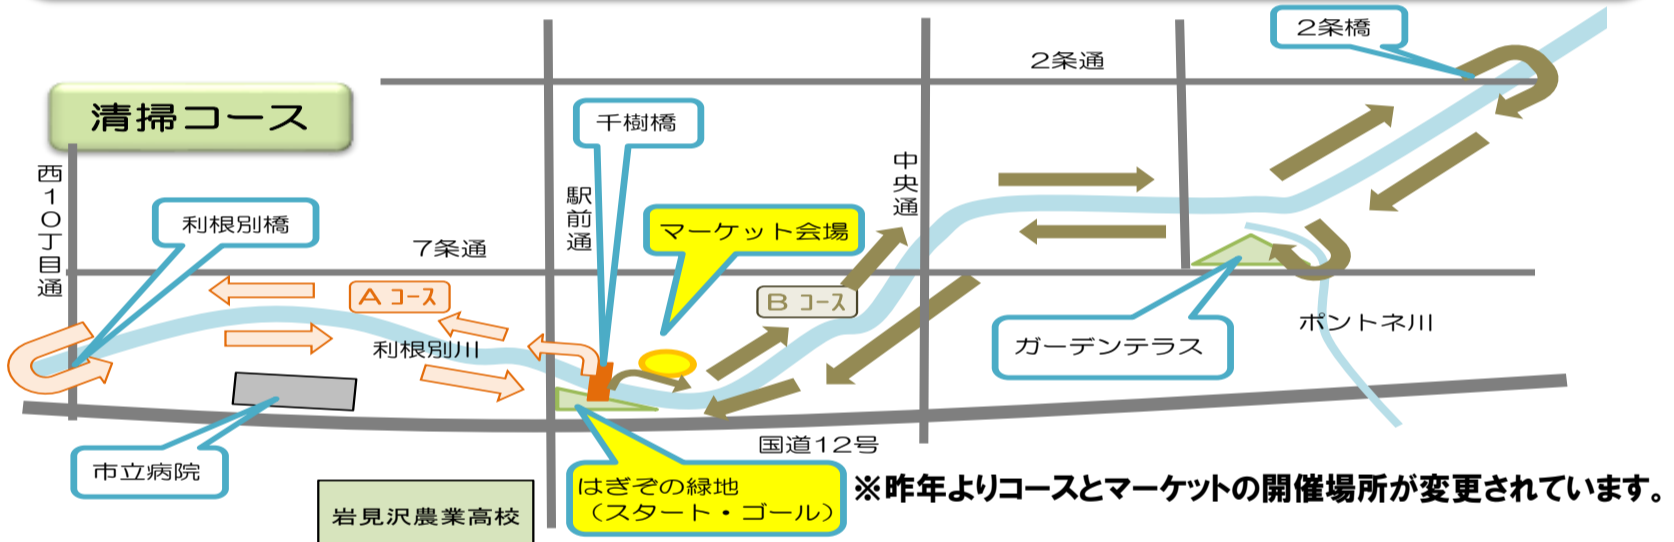 2条橋
2条通
清掃コース
千樹橋
中央通
西10丁目通
駅前通
利根別橋
マーケット会場
7条通
Aコース
Bコース
利根別川
ガーデンテラス
ポントネ川
国道12号
市立病院
はぎぞの緑地
（スタート・ゴール）
※昨年よりコースとマーケットの開催場所が変更されています。
岩見沢農業高校